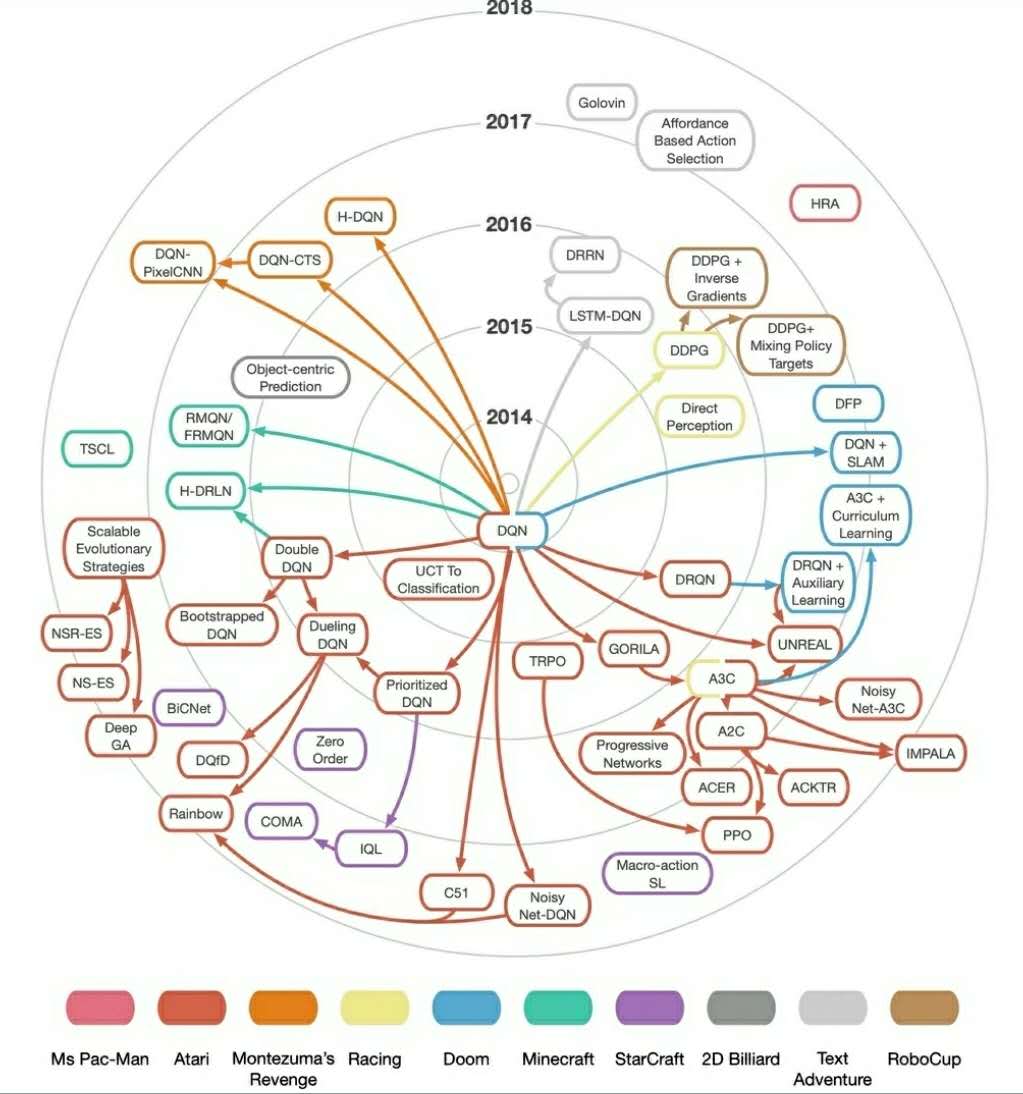 2018
Golovin
2017
Affordance
Based Action
Selection
HRA
H-DQN
2016
DQN-
PixelCNN
DQN-CTS
DRRN
DDPG +
Inverse
Gradients
LSTM-DQN
2015
DDPG+
Mixing Policy
Targets
DDPG
Object-centric
Prediction
DFP
Direct
Perception
2014
RMQN/
FRMQN
TSCL
DQN +
SLAM
H-DRLN
A3C +
Curriculum
Learning
DQN
Scalable
Evolutionary
Strategies
Double
DQN
UCT To
Classification
DRQN
DRQN +
Auxiliary
Learning
Bootstrapped
DQN
Dueling
DQN
NSR-ES
GORILA
UNREAL
TRPO
NS-ES
A3C
Prioritized
DQN
Noisy
Net-A3C
BiCNet
Deep
GA
A2C
Zero
Order
Progressive
Networks
IMPALA
DQfD
ACER
ACKTR
Rainbow
COMA
PPO
IQL
Macro-action
SL
C51
Noisy
Net-DQN
Ms Pac-Man
Atari
Montezuma's
Revenge
Racing
Doom
Minecraft
StarCraft
2D Billiard
Text
Adventure
RoboCup